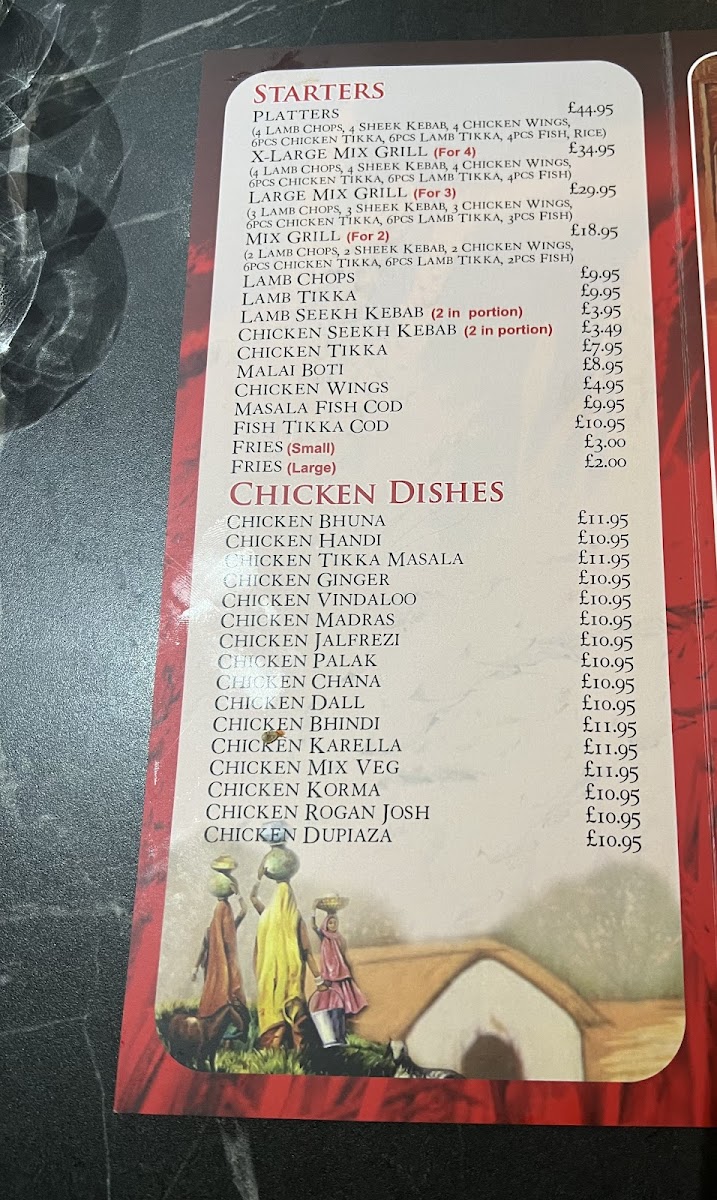 STARTERS
PLATTERS £44.95
(4 LAMB CHOPS, 4 SHEEK KEBAB, 4 CHICKEN WINGS,
6PCS CHICKEN TIKKA, 6PCS LAMB TIKKA, 4PCS FISH, RICE)
X-LARGE MIX GRILL (For 4) £34.95
(4 LAMB CHOPS, 4 SEEK KEBAB, 4 CHICKEN WINGS,
6PCS CHICKEN TIKKA, 6PCS LAMB TIKKA, 4PCS FISH)
LARGE MIX GRILL (For 3) £29.95
(3 LAMB CHOPS, 3 SHEEK KEBAB, 3 CHICKEN WINGS,
6PCS CHICKEN TIKKA, 6PCS LAMB TIKKA, 3PCS FISH)
MIX GRILL (For 2) £18.95
(2 LAMB CHOPS, 2 SHEEK KEBAB, 2 CHICKEN WINGS,
6PCS CHICKEN TIKKA, 6PCS LAMB TIKKA, 2PCS FISH)
LAMB CHOPS £9.95
LAMB TIKKA £9.95
LAMB SEEKH KEBAB (2 in portion) £3.95
CHICKEN SEEKH KEBAB (2 in portion) £3.49
CHICKEN TIKKA £7.95
MALAI BOTI £8.95
CHICKEN WINGS £4.95
MASALA FISH COD £9.95
FISH TIKKA COD £10.95
FRIES (Small) £3.00
FRIES (Large) £2.00
CHICKEN DISHES
CHICKEN BHUNA £11.95
CHICKEN HANDI £10.95
CHICKEN TIKKA MASALA £11.95
CHICKEN GINGER £10.95
CHICKEN VINDALOO £10.95
CHICKEN MADRAS £10.95
CHICKEN JALFREZI £10.95
CHICKEN PALAK £10.95
CHICKEN CHANA £10.95
CHICKEN DALL £10.95
CHICKEN BHINDI £11.95
CHICKEN KARELLA £11.95
CHICKEN MIX VEG £11.95
CHICKEN KORMA £10.95
CHICKEN ROGAN JOSH £10.95
CHICKEN DUPIAZA £10.95